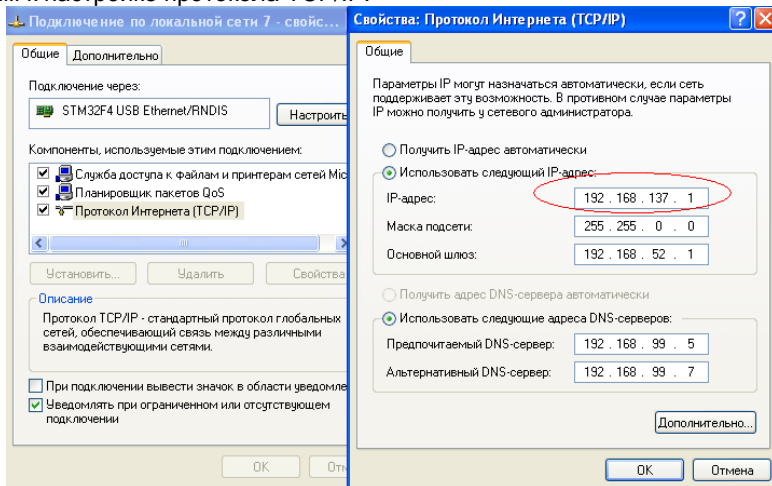 Подключение по локальной сети 7 - свойс...
Общие
Дополнительно
Подключение через:
STM32F4 USB Ethernet/RNDIS
Компоненты, используемые этим подключением:
Служба доступа к файлам и принтерам сетей
Планировщик пакетов QoS
Протокол Интернета (TCP/IP)
Установить...
Удалить
Свойства
Описание
Протокол TCP/IP - стандартный протокол глобальных
сетей, обеспечивающий связь между различными
взаимодействующими сетями.
При подключении вывести значок в области
Уведомлять при ограниченном или отсутствующем
подключении
OK
Свойства: Протокол Интернета (TCP/IP)
Общие
Параметры IP могут назначаться автоматически, если сеть
поддерживает эту возможность. В противном случае параметры
IP можно получить у сетевого администратора.
Получить IP-адрес автоматически
Использовать следующий IP-адрес:
IP-адрес: 192 . 168 . 137 . 1
Маска подсети: 255 . 255 . 0 . 0
Основной шлюз: 192 . 168 . 52 . 1
Получить адрес DNS-сервера автоматически
Использовать следующие адреса DNS-серверов:
Предпочитаемый DNS-сервер: 192 . 168 . 99 . 5
Альтернативный DNS-сервер: 192 . 168 . 99 . 7
Дополнительно...
OK
Отмена